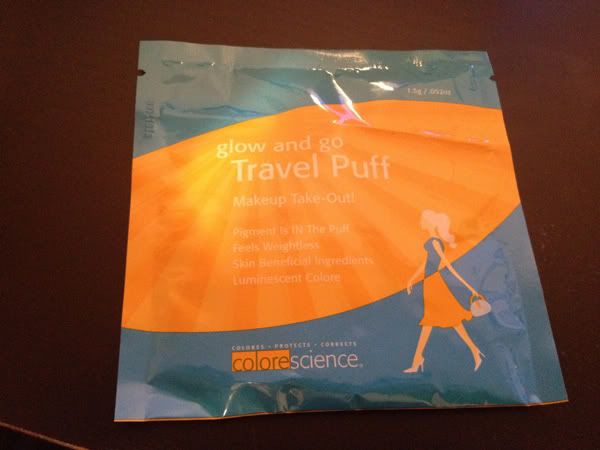 1.5g / .052oz
glow and go
Travel Puff
Makeup Take-Out!
Pigment Is IN The Puff
Feels Weightless
Skin Beneficial Ingredients
Luminescent Colore
COLORES • PROTECTS • CORRECTS
colorescience®